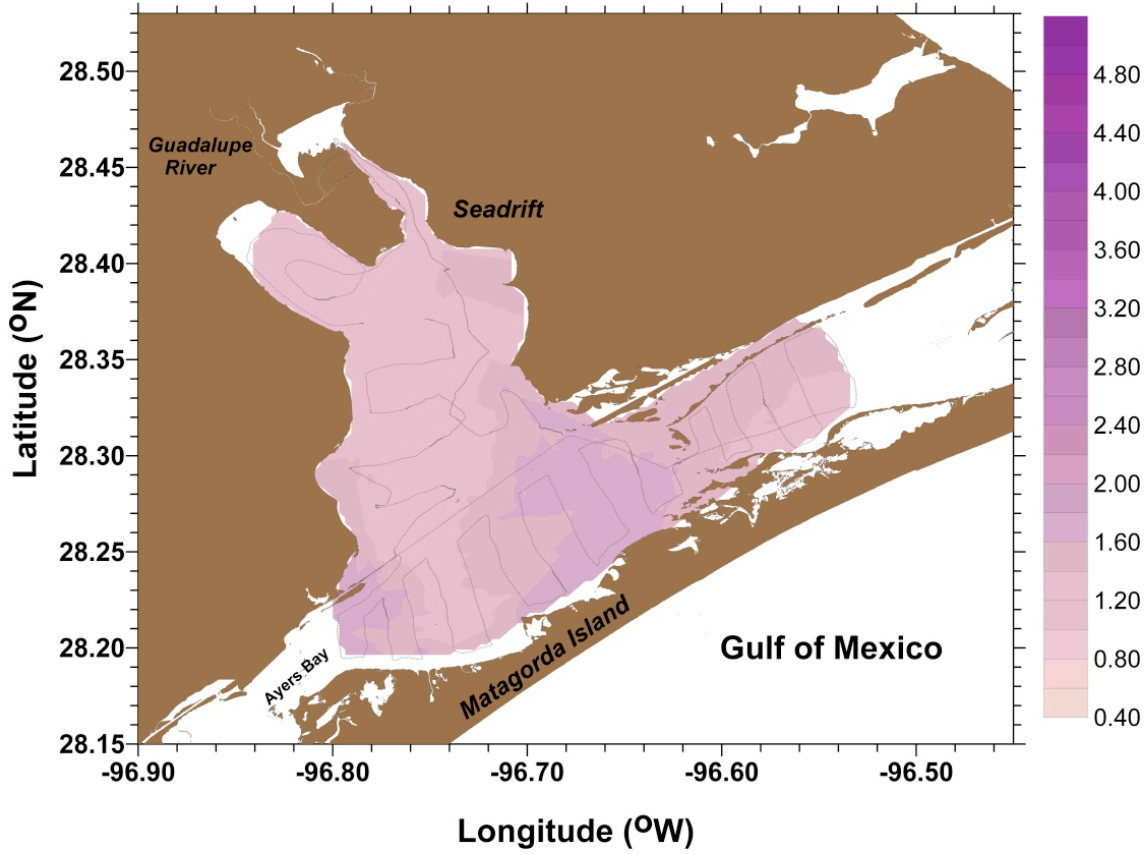 28.50
28.45
28.40
28.35
28.30
28.25
28.20
28.15
Latitude (ºN)
Guadalupe
River
Seadrift
Ayers Bay
Matagorda Island
Gulf of Mexico
-96.90 -96.80 -96.70 -96.60 -96.50
Longitude (ºW)
4.80
4.40
4.00
3.60
3.20
2.80
2.40
2.00
1.60
1.20
0.80
0.40